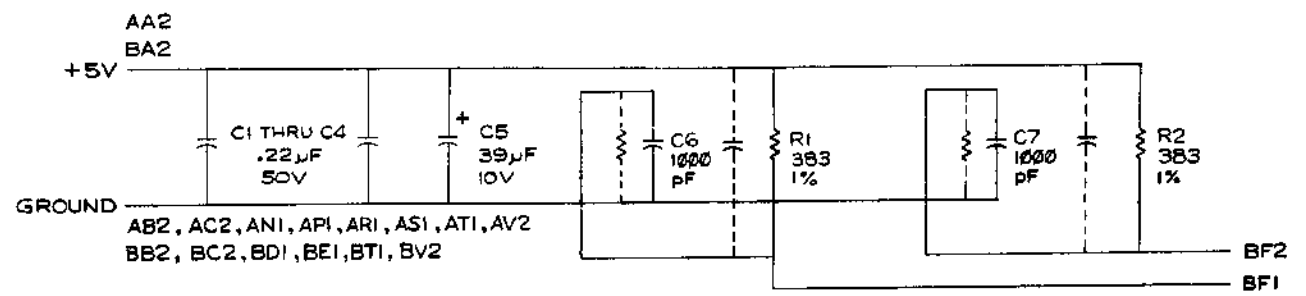 AA2
BA2
+5V
C1 THRU C4
.22µF
50V
+
C5
39µF
10V
C6
1000
pF
R1
383
1%
C7
1000
pF
R2
383
1%
GROUND
AB2, AC2, AN1, AP1, AR1, AS1, AT1, AV2
BB2, BC2, BD1, BE1, BT1, BV2
BF2
BF1